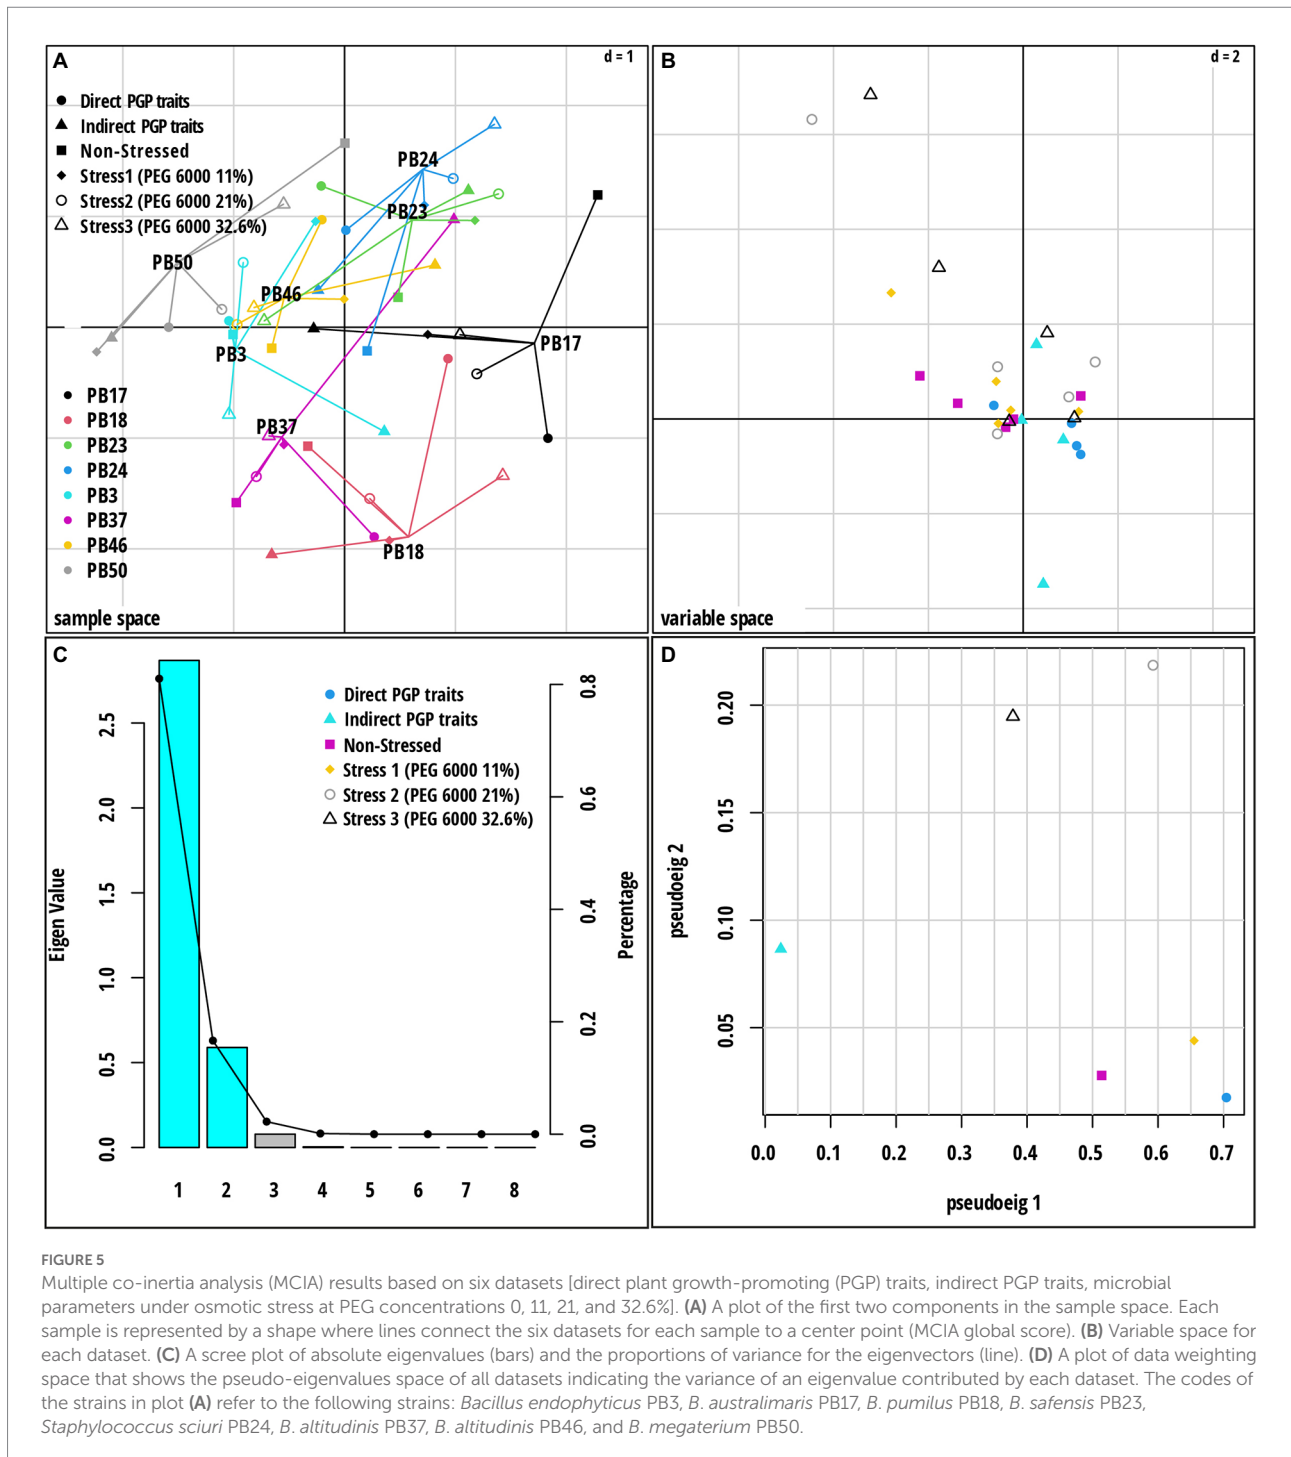 A
d = 1
Direct PGP traits
Indirect PGP traits
Non-Stressed
Stress1 (PEG 6000 11%)
Stress2 (PEG 6000 21%)
Stress3 (PEG 6000 32.6%)
PB24
PB23
PB50
PB46
PB17
PB3
PB37
PB18
PB17
PB18
PB23
PB24
PB3
PB37
PB46
PB50
sample space
B
d = 2
variable space
C
Direct PGP traits
Indirect PGP traits
Non-Stressed
Stress 1 (PEG 6000 11%)
Stress 2 (PEG 6000 21%)
Stress 3 (PEG 6000 32.6%)
Eigen Value
0.0
0.5
1.0
1.5
2.0
2.5
Percentage
0.0
0.2
0.4
0.6
0.8
1 2 3 4 5 6 7 8
D
pseudoeig 2
0.05
0.10
0.15
0.20
0.0 0.1 0.2 0.3 0.4 0.5 0.6 0.7
pseudoeig 1
FIGURE 5
Multiple co-inertia analysis (MCIA) results based on six datasets [direct plant growth-promoting (PGP) traits, indirect PGP traits, microbial
parameters under osmotic stress at PEG concentrations 0, 11, 21, and 32.6%]. (A) A plot of the first two components in the sample space. Each
sample is represented by a shape where lines connect the six datasets for each sample to a center point (MCIA global score). (B) Variable space for
each dataset. (C) A scree plot of absolute eigenvalues (bars) and the proportions of variance for the eigenvectors (line). (D) A plot of data weighting
space that shows the pseudo-eigenvalues space of all datasets indicating the variance of an eigenvalue contributed by each dataset. The codes of
the strains in plot (A) refer to the following strains: Bacillus endophyticus PB3, B. australimaris PB17, B. pumilus PB18, B. safensis PB23,
Staphylococcus sciuri PB24, B. altitudinis PB37, B. altitudinis PB46, and B. megaterium PB50.